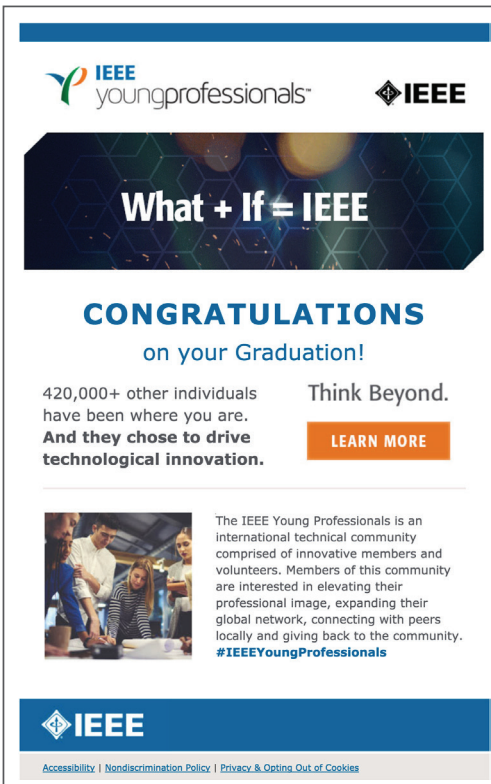 IEEE
youngprofessionals™
IEEE
What + If = IEEE
CONGRATULATIONS
on your Graduation!
420,000+ other individuals
have been where you are.
And they chose to drive
technological innovation.
Think Beyond.
LEARN MORE
The IEEE Young Professionals is an
international technical community
comprised of innovative members and
volunteers. Members of this community
are interested in elevating their
professional image, expanding their
global network, connecting with peers
locally and giving back to the community.
#IEEEYoungProfessionals
IEEE
Accessibility | Nondiscrimination Policy | Privacy & Opting Out of Cookies